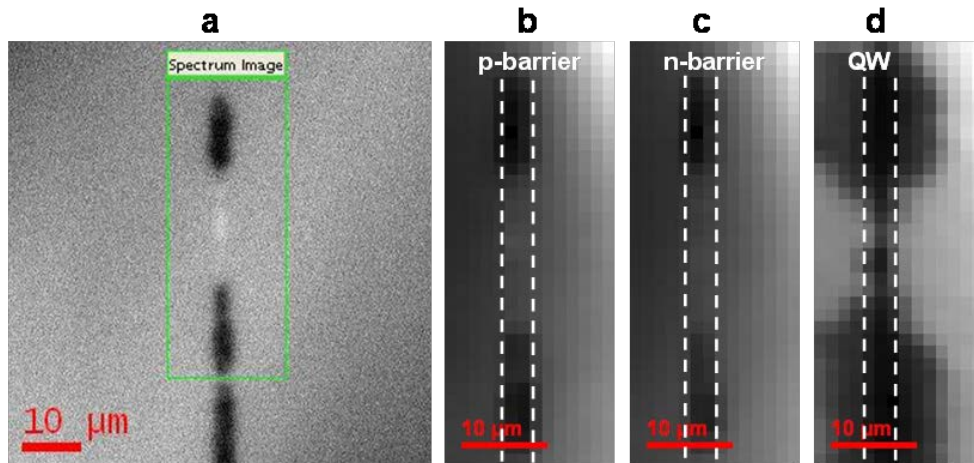 a
b
c
d
Spectrum Image
p-barrier
n-barrier
QW
10 μm
10 μm
10 μm
10 μm